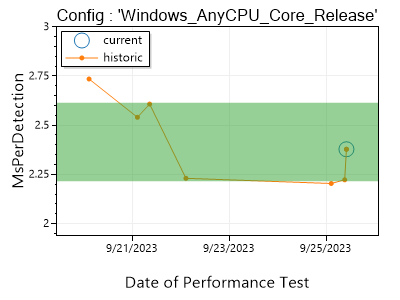 Config : 'Windows_AnyCPU_Core_Release'
current
historic
3
2.75
2.5
2.25
2
MsPerDetection
9/21/2023
9/23/2023
9/25/2023
Date of Performance Test